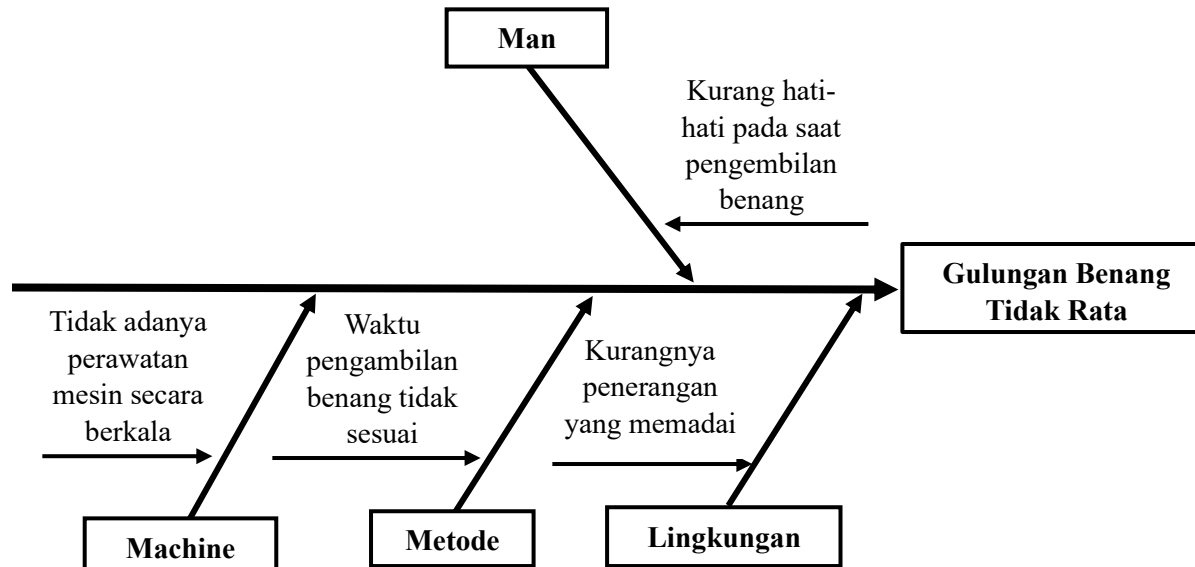 Man
Kurang hati-
hati pada saat
pengembilan
benang
Gulungan Benang
Tidak Rata
Tidak adanya
perawatan
mesin secara
berkala
Waktu
pengambilan
benang tidak
sesuai
Kurangnya
penerangan
yang memadai
Machine
Metode
Lingkungan